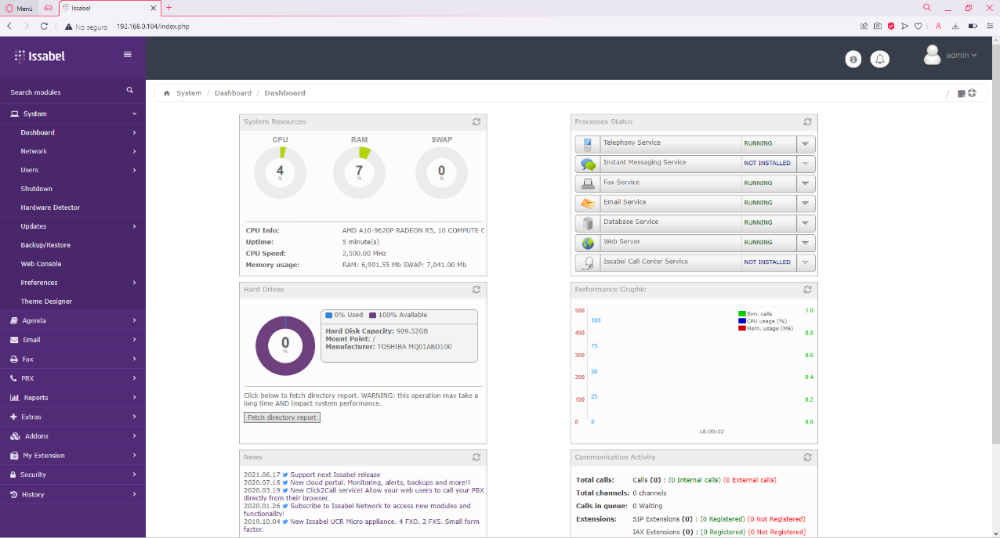 Menú
Issabel
No seguro 192.168.0.104/index.php
Issabel
admin
Search modules
System
Dashboard
Network
Users
Shutdown
Hardware Detector
Updates
Backup/Restore
Web Console
Preferences
Theme Designer
Agenda
Email
Fax
PBX
Reports
Extras
Addons
My Extension
Security
History
System / Dashboard / Dashboard
/
System Resources
CPU RAM SWAP
4 7 0
% % %
CPU Info: AMD A10-9620P RADEON R5, 10 COMPUTE C
Uptime: 5 minute(s)
CPU Speed: 2,500.00 MHz
Memory usage: RAM: 6,991.55 Mb SWAP: 7,041.00 Mb
Processes Status
Telephony Service RUNNING
Instant Messaging Service NOT INSTALLED
Fax Service RUNNING
Email Service RUNNING
Database Service RUNNING
Web Server RUNNING
Issabel Call Center Service NOT INSTALLED
Hard Drives
0
%
0% Used 100% Available
Hard Disk Capacity: 909.52GB
Mount Point: /
Manufacturer: TOSHIBA MQ01ABD100
Click below to fetch directory report. WARNING: this operation may take a
long time AND impact system performance.
Fetch directory report
Performance Graphic
500 100 1.0
400 75 0.8
300 50 0.6
200 25 0.4
100 0 0.2
0 0.0
Sim. calls
CPU usage (%)
Mem. usage (MB)
18:00:02
News
2021.06.17 Support next Issabel release
2020.07.16 New cloud portal. Monitoring, alerts, backups and more!!
2020.03.19 New Click2Call service! Allow your web users to call your PBX
directly from their browser.
2020.01.26 Subscribe to Issabel Network to access new modules and
functionality!
2019.10.04 New Issabel UCR Micro appliance. 4 FXO. 2 FXS. Small form
factor.
Communication Activity
Total calls: Calls (0) : (0 Internal calls) (0 External calls)
Total channels: 0 channels
Calls in queue: 0 Waiting
Extensions: SIP Extensions (0) : (0 Registered) (0 Not Registered)
IAX Extensions (0) : (0 Registered) (0 Not Registered)